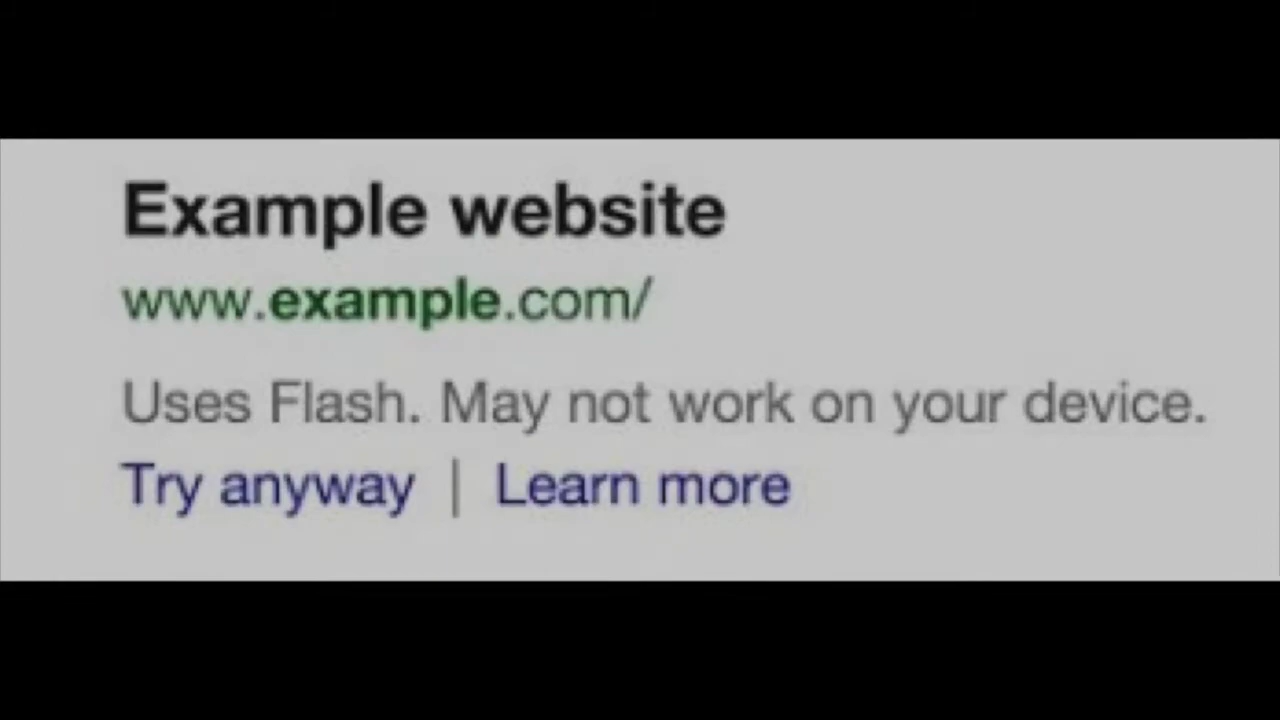 Example website
www.example.com/
Uses Flash. May not work on your device.
Try anyway | Learn more